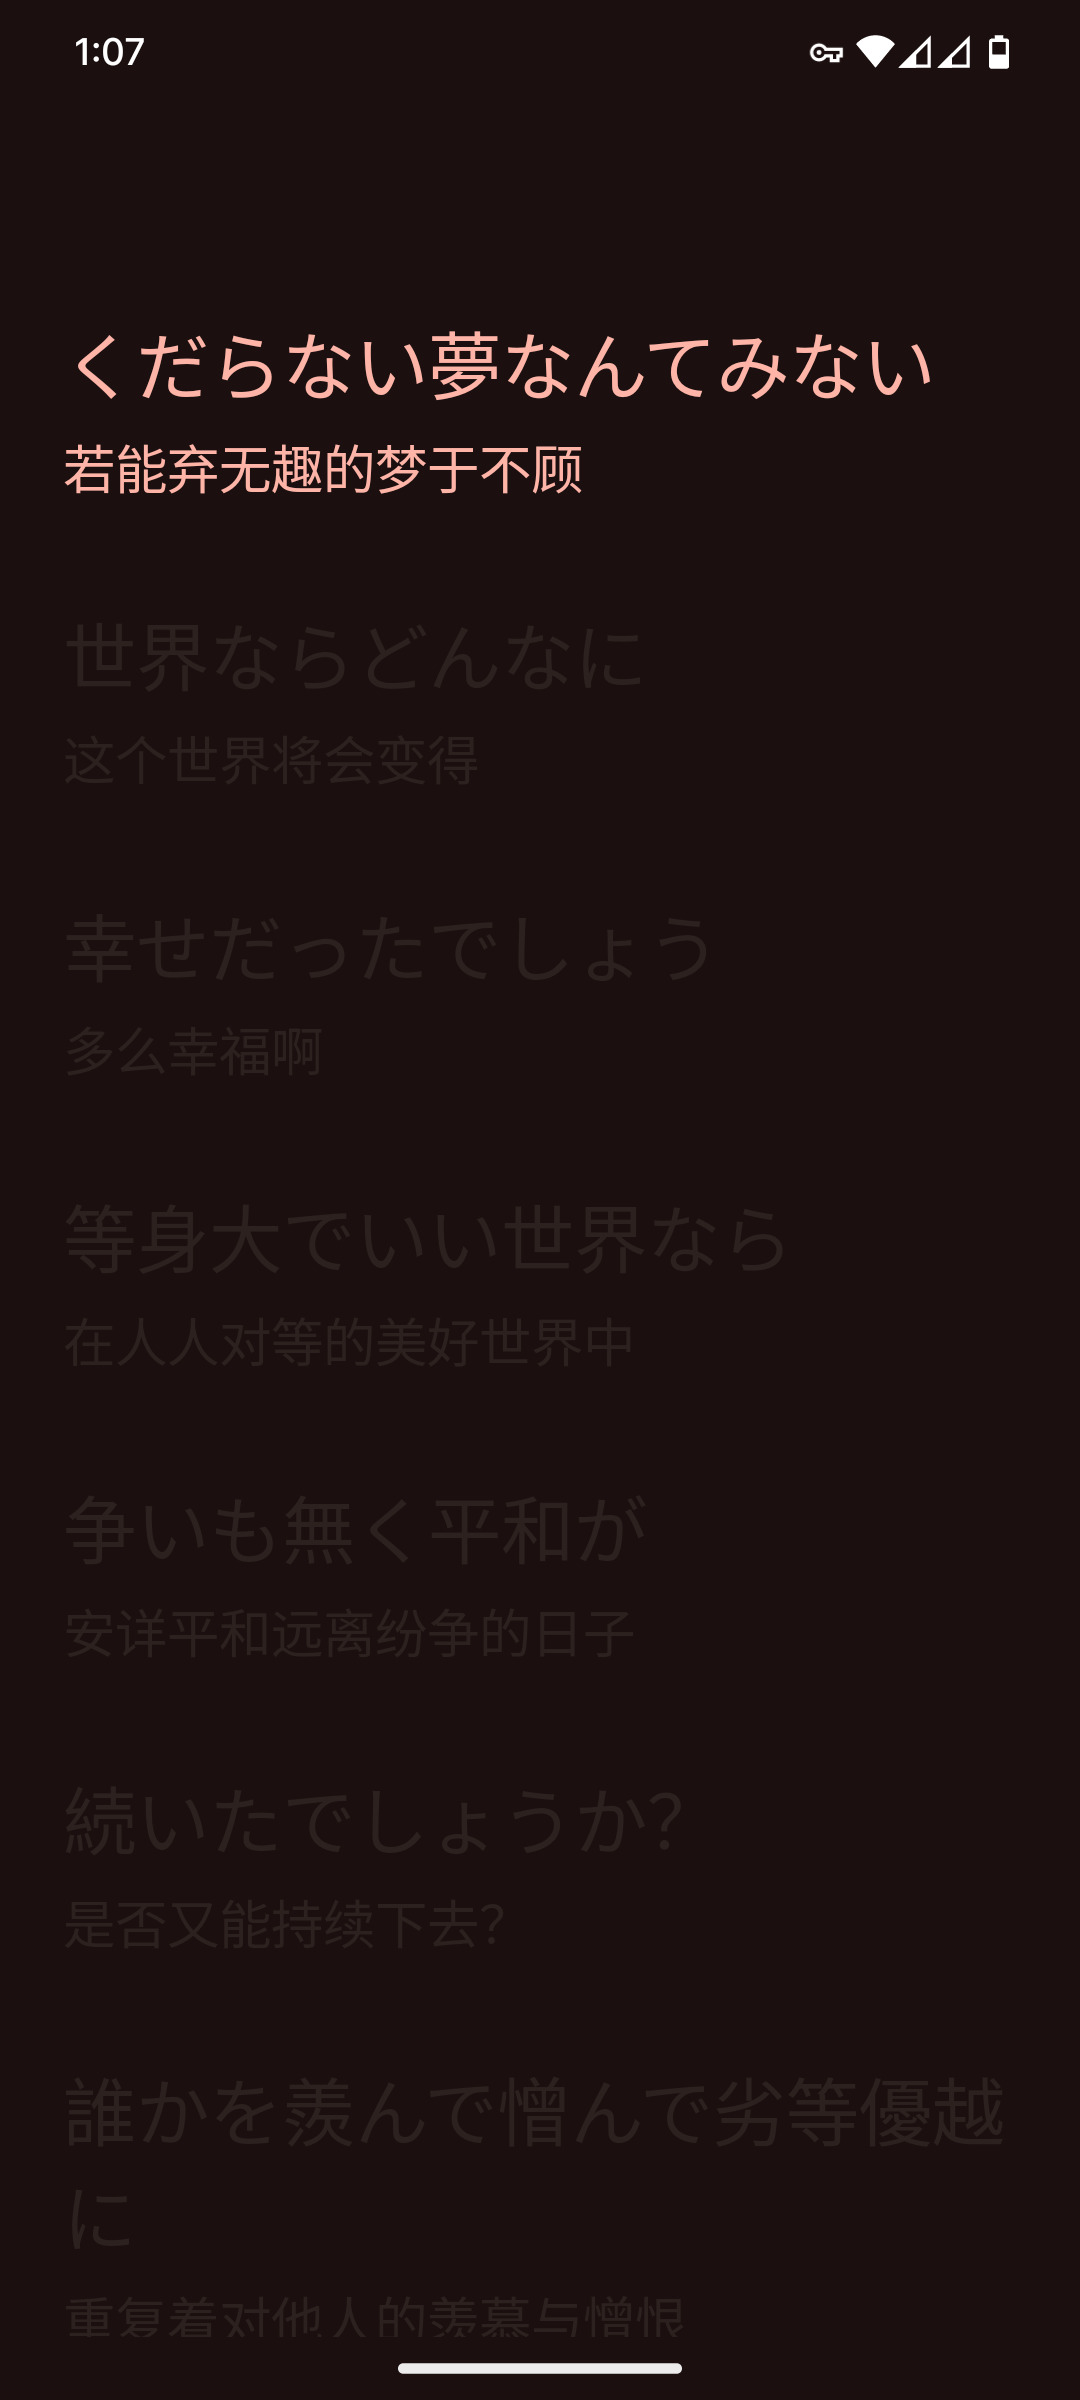 1:07
くだらない夢なんてみない
若能弃无趣的梦于不顾
世界ならどんなに
这个世界将会变得
幸せだったでしょう
多么幸福啊
等身大でいい世界なら
在人人对等的美好世界中
争いも無く平和が
安详平和远离纷争的日子
続いたでしょうか?
是否又能持续下去?
誰かを羨んで憎んで劣等優越
に
重复着对他人的羡慕与憎恨